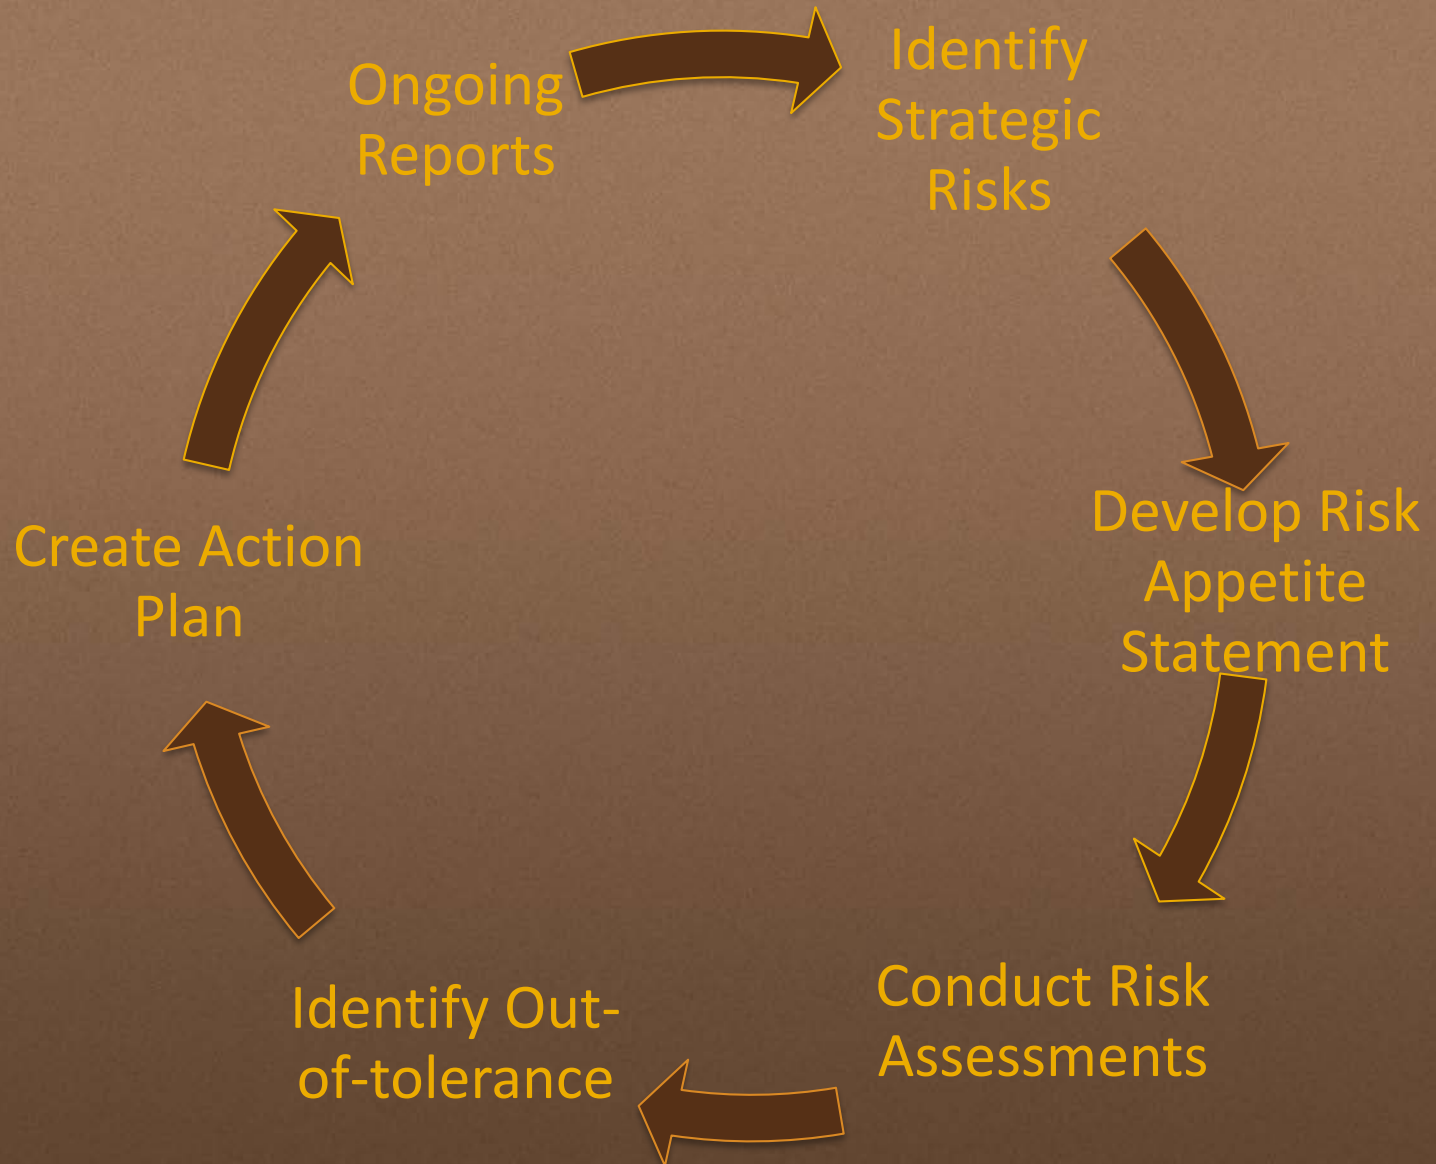 Ongoing
Reports
Identify
Strategic
Risks
Develop Risk
Appetite
Statement
Conduct Risk
Assessments
Identify Out-
of-tolerance
Create Action
Plan